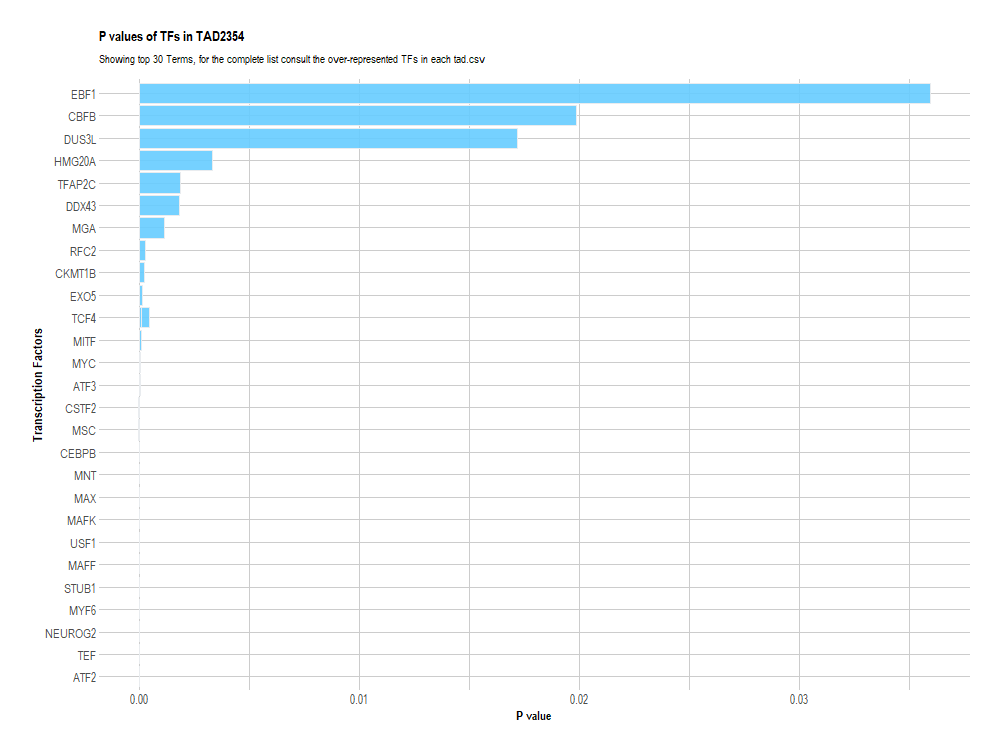 P values of TFs in TAD2354
Showing top 30 Terms, for the complete list consult the over-represented TFs in each tad.csv
Transcription Factors
EBF1
CBFB
DUS3L
HMG20A
TFAP2C
DDX43
MGA
RFC2
CKMT1B
EXO5
TCF4
MITF
MYC
ATF3
CSTF2
MSC
CEBPB
MNT
MAX
MAFK
USF1
MAFF
STUB1
MYF6
NEUROG2
TEF
ATF2
0.00 0.01 0.02 0.03
P value